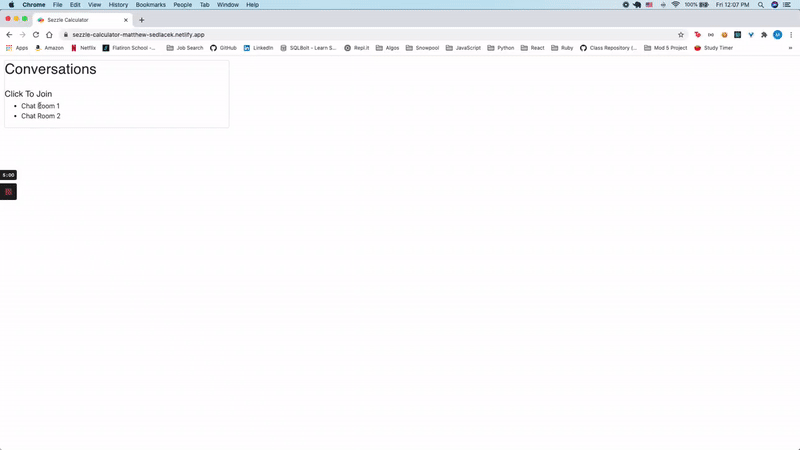 Chrome File Edit View History Bookmarks People Tab Window Help 100% Fri 12:07 PM
Sezzle Calculator
sezzle-calculator-matthew-sedlacek.netlify.app
Apps Amazon Netflix Flatiron School -... Job Search GitHub LinkedIn SQLBolt - Learn S... Repl.it Algos Snowpool JavaScript Python React Ruby Class Repository (... Mod 5 Project Study Timer »
Conversations
Click To Join
• Chat Room 1
• Chat Room 2
5:00